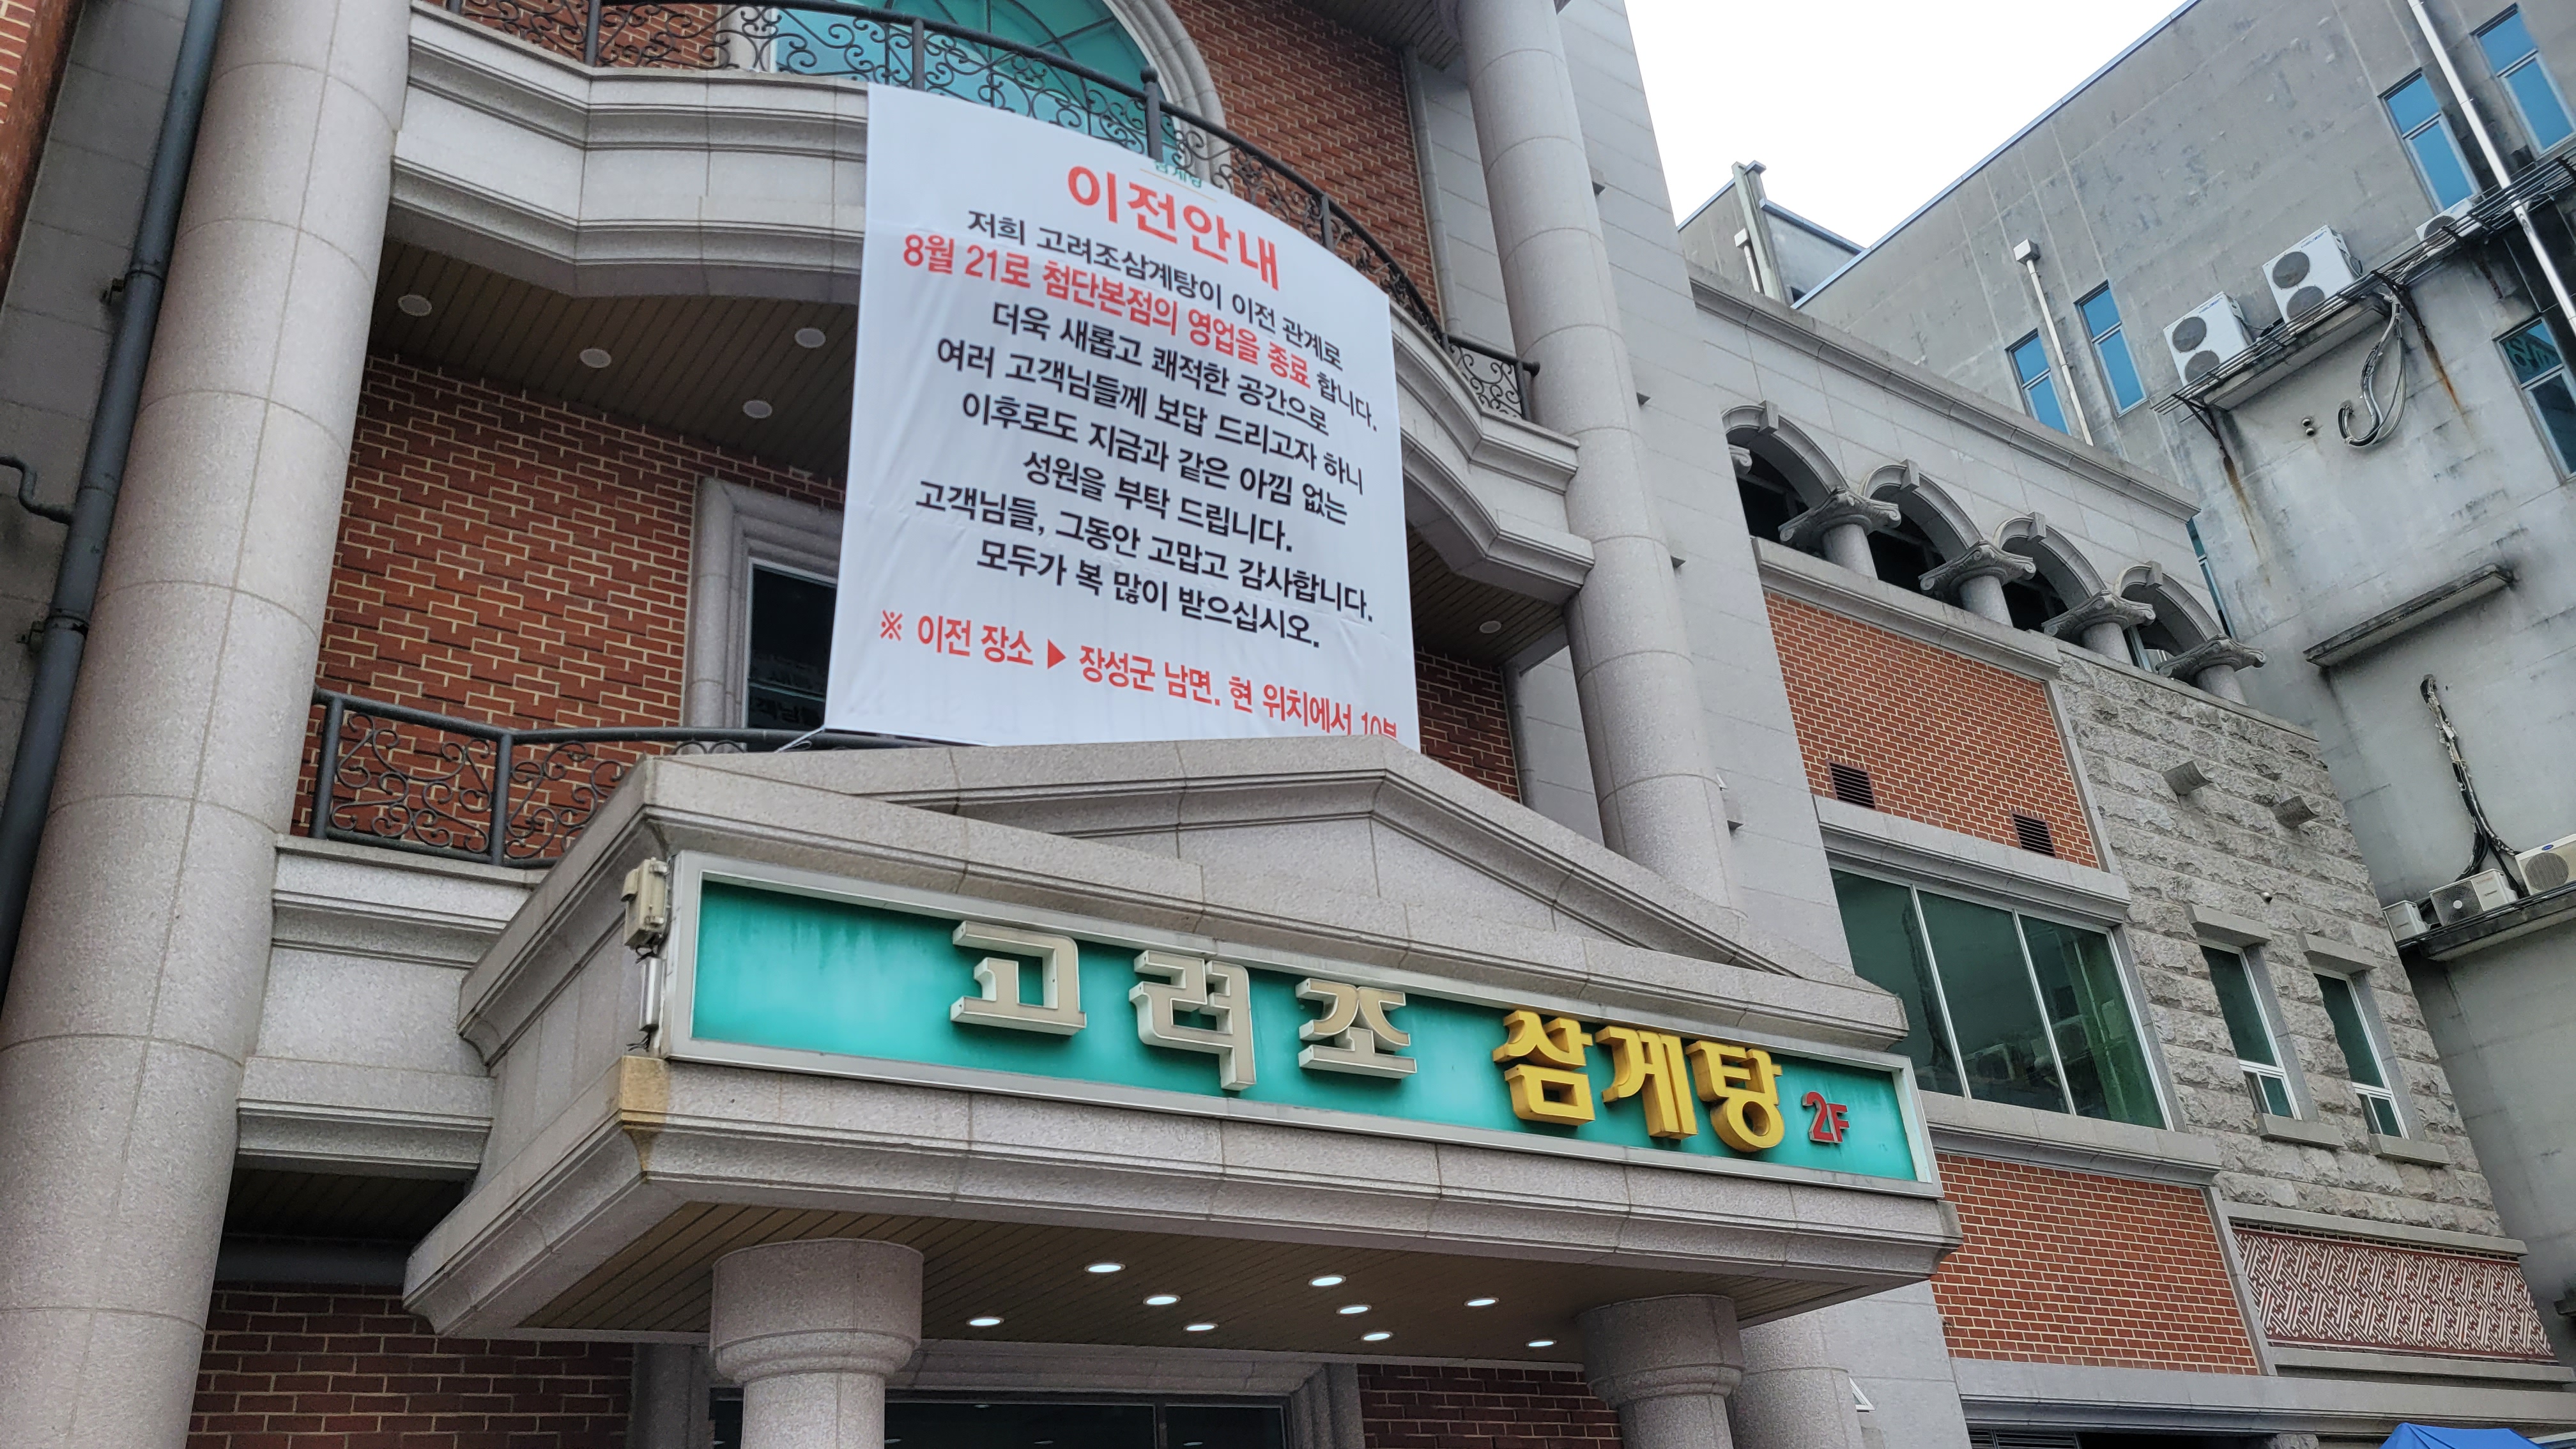 삼계탕
이전안내
저희 고려조삼계탕이 이전 관계로
8월 21로 첨단본점의 영업을 종료 합니다.
더욱 새롭고 쾌적한 공간으로
여러 고객님들께 보답 드리고자 하니
이후로도 지금과 같은 아낌 없는
성원을 부탁 드립니다.
고객님들, 그동안 고맙고 감사합니다.
모두가 복 많이 받으십시오.
※ 이전 장소 ▶ 장성군 남면. 현 위치에서 10분
고려조 삼계탕 2F